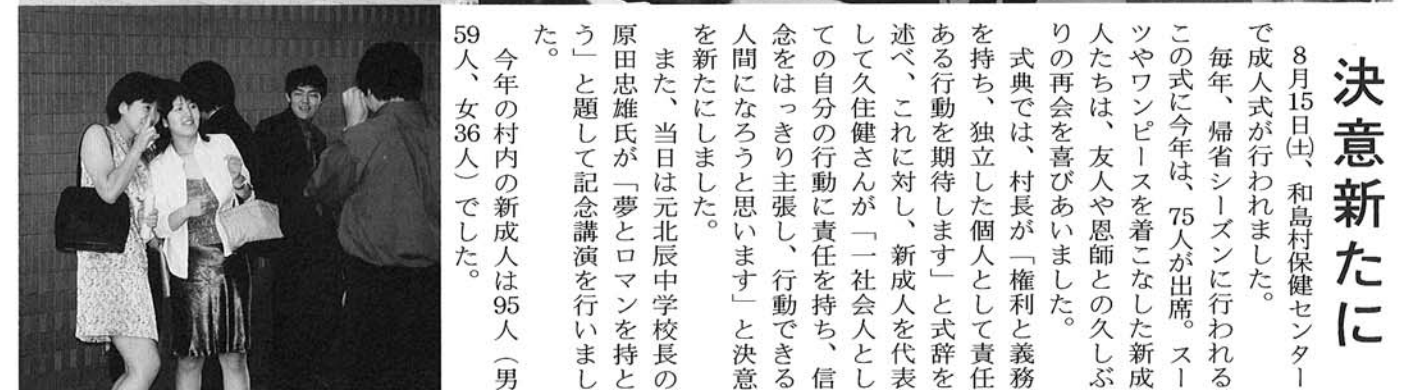 決意新たに
　８月15日㈯、和島村保健センター
で成人式が行われました。
　毎年、帰省シーズンに行われる
この式に今年は、75人が出席。スー
ツやワンピースを着こなした新成
人たちは、友人や恩師との久しぶ
りの再会を喜びあいました。
　式典では、村長が「権利と義務
を持ち、独立した個人として責任
ある行動を期待します」と式辞を
述べ、これに対し、新成人を代表
して久住健さんが「一社会人とし
ての自分の行動に責任を持ち、信
念をはっきり主張し、行動できる
人間になろうと思います」と決意
を新たにしました。
　また、当日は元北辰中学校長の
原田忠雄氏が「夢とロマンを持と
う」と題して記念講演を行いまし
た。
　今年の村内の新成人は95人（男
59人、女36人）でした。